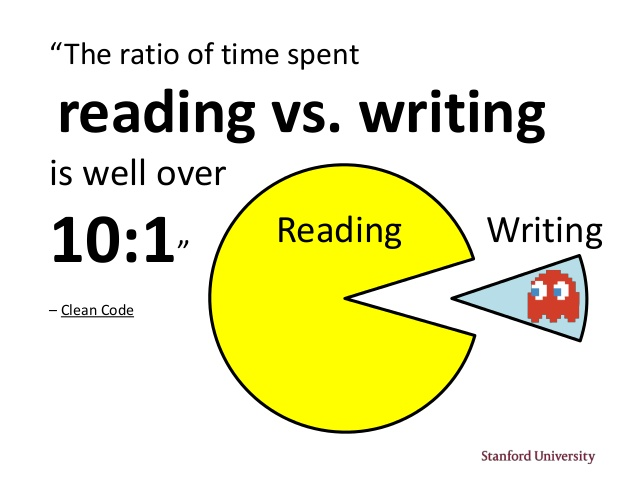 “The ratio of time spent
reading vs. writing
is well over
10:1”
– Clean Code
Reading
Writing
Stanford University